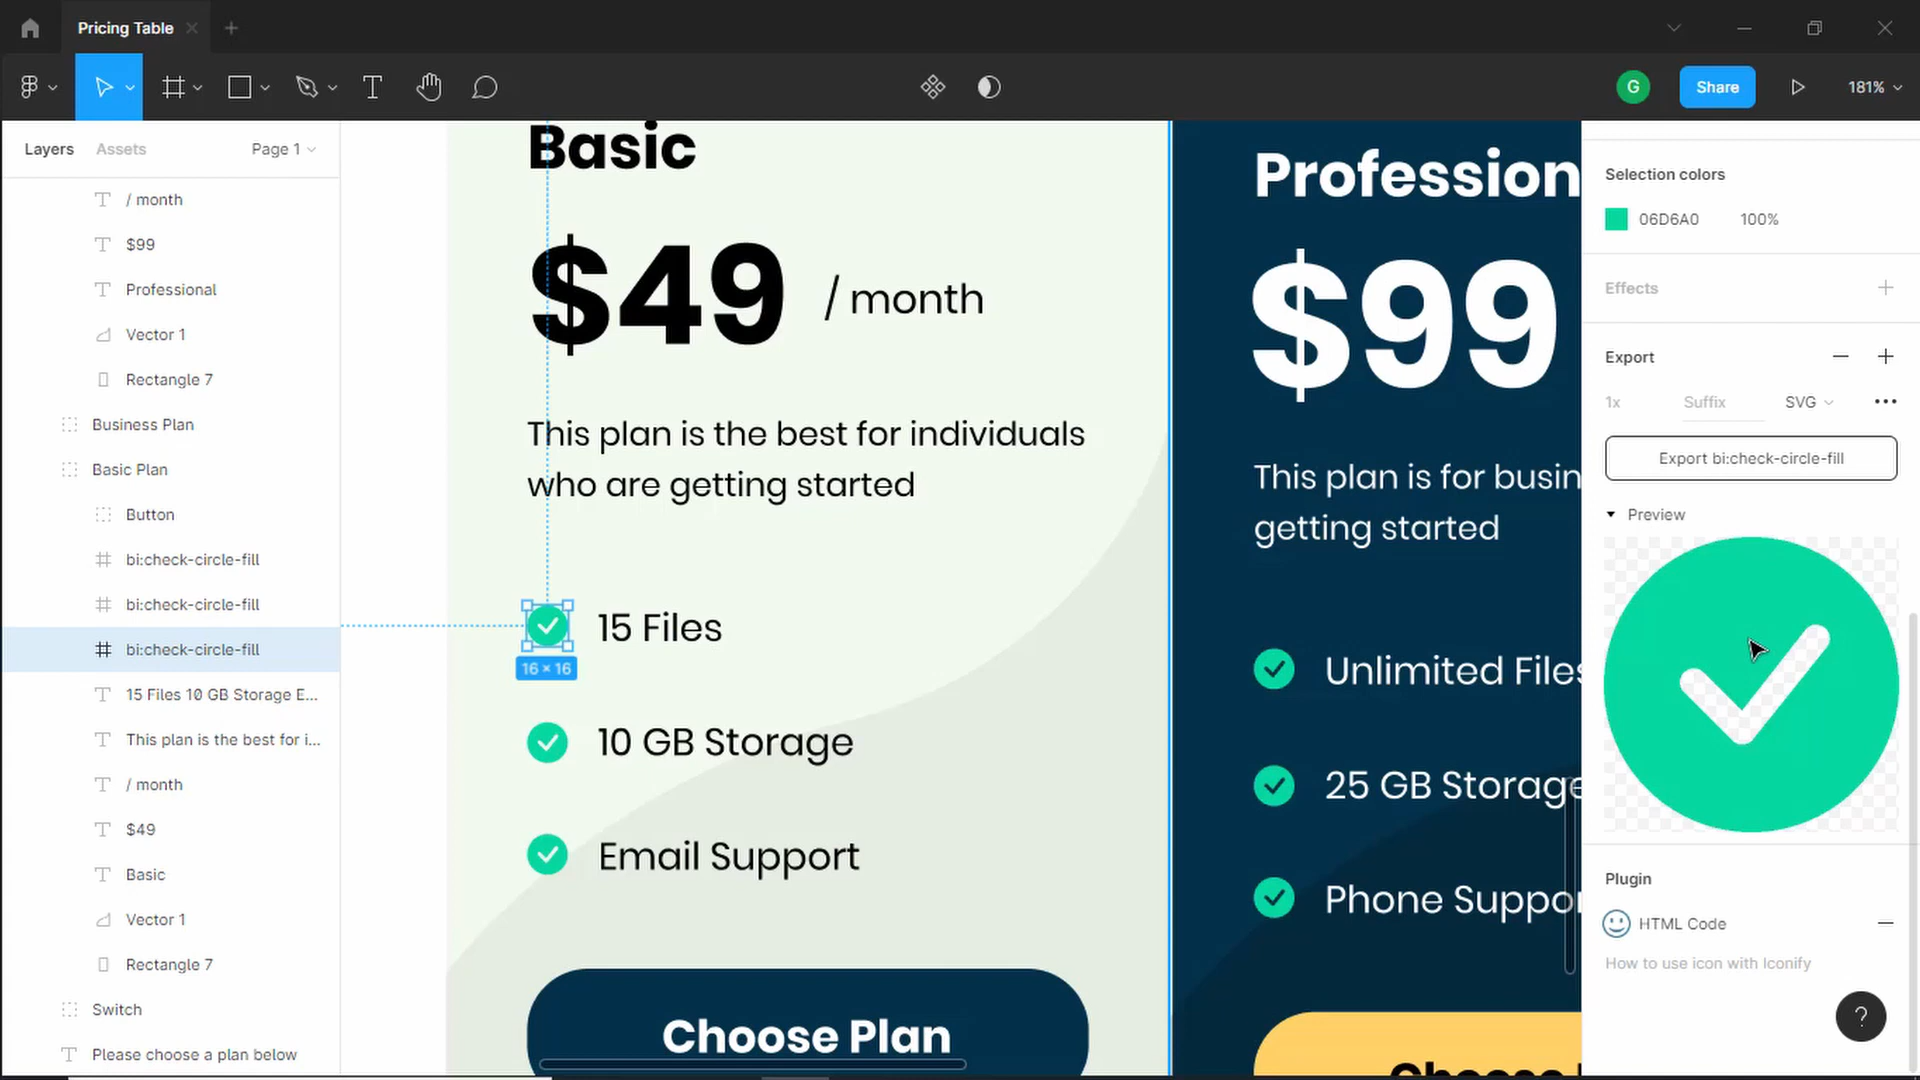 Pricing Table
G
Share
181%
Layers
Assets
Page 1
/ month
$99
Professional
Vector 1
Rectangle 7
Business Plan
Basic Plan
Button
bi:check-circle-fill
bi:check-circle-fill
bi:check-circle-fill
15 Files 10 GB Storage E...
This plan is the best for i...
/ month
$49
Basic
Vector 1
Rectangle 7
Switch
Please choose a plan below
Basic
$49 / month
This plan is the best for individuals
who are getting started
15 Files
16 × 16
10 GB Storage
Email Support
Choose Plan
Profession
$99
This plan is for busin
getting started
Unlimited Files
25 GB Storage
Phone Suppor
Choose
Selection colors
06D6A0 100%
Effects
Export
1x Suffix SVG
Export bi:check-circle-fill
Preview
Plugin
HTML Code
How to use icon with Iconify
?